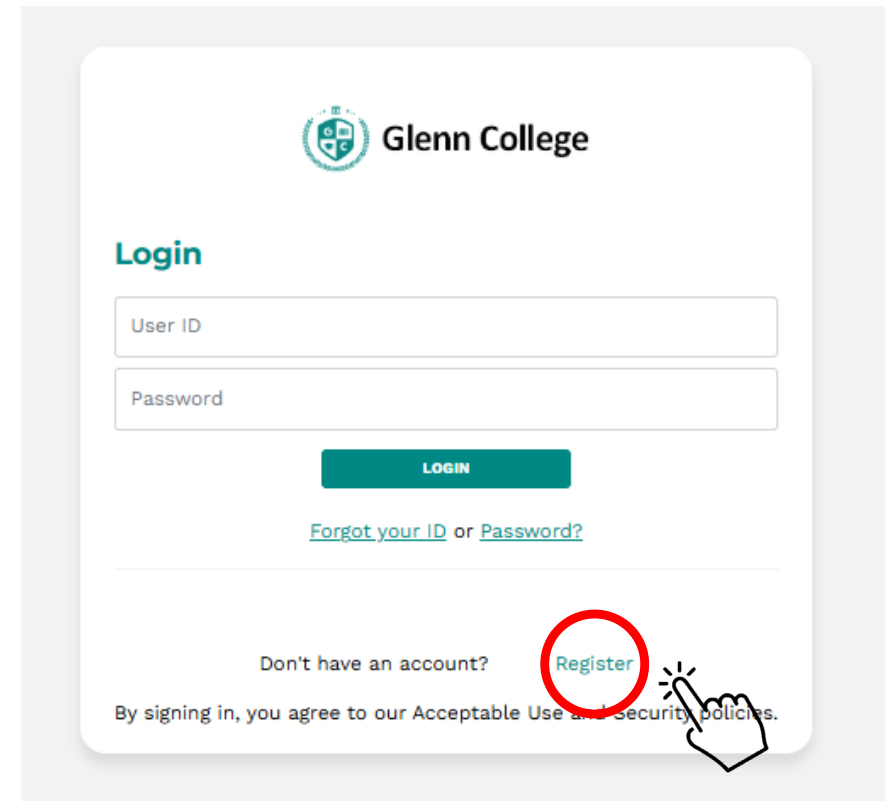 Glenn College
Login
User ID
Password
LOGIN
Forgot your ID or Password?
Don't have an account? Register
By signing in, you agree to our Acceptable Use and Security policies.